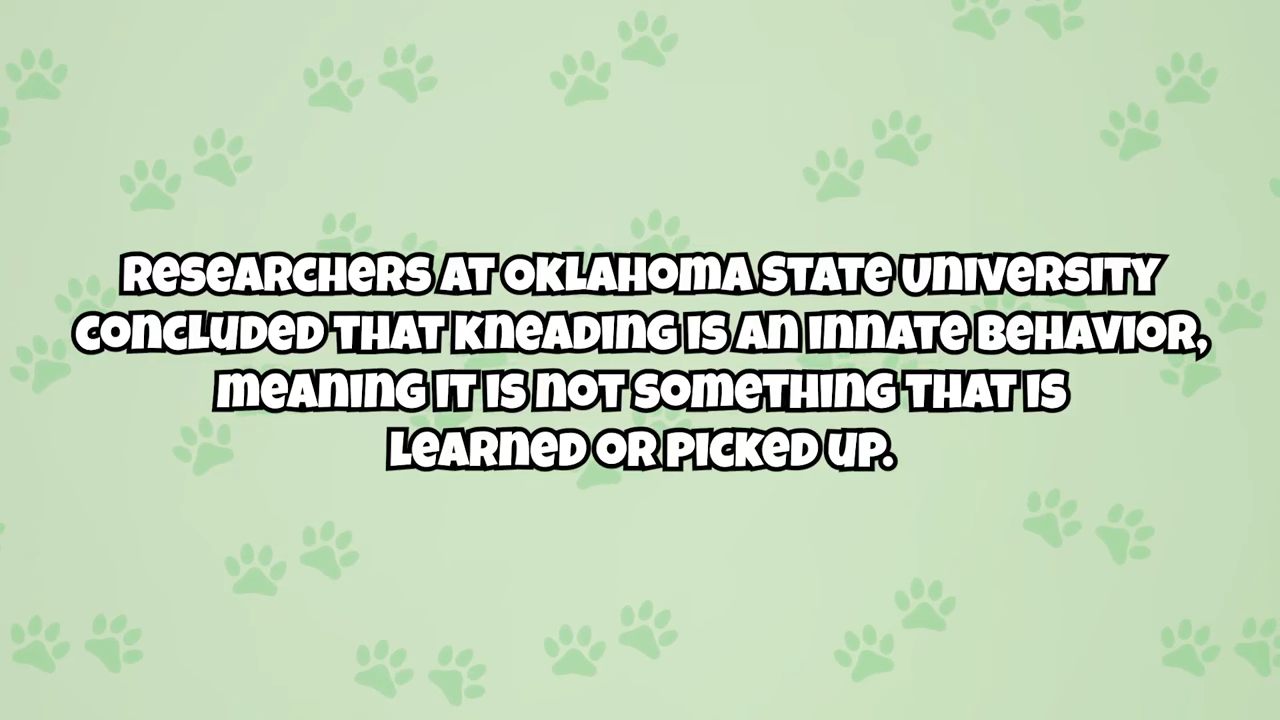 Researchers at Oklahoma State University
concluded that kneading is an innate behavior,
meaning it is not something that is
learned or picked up.